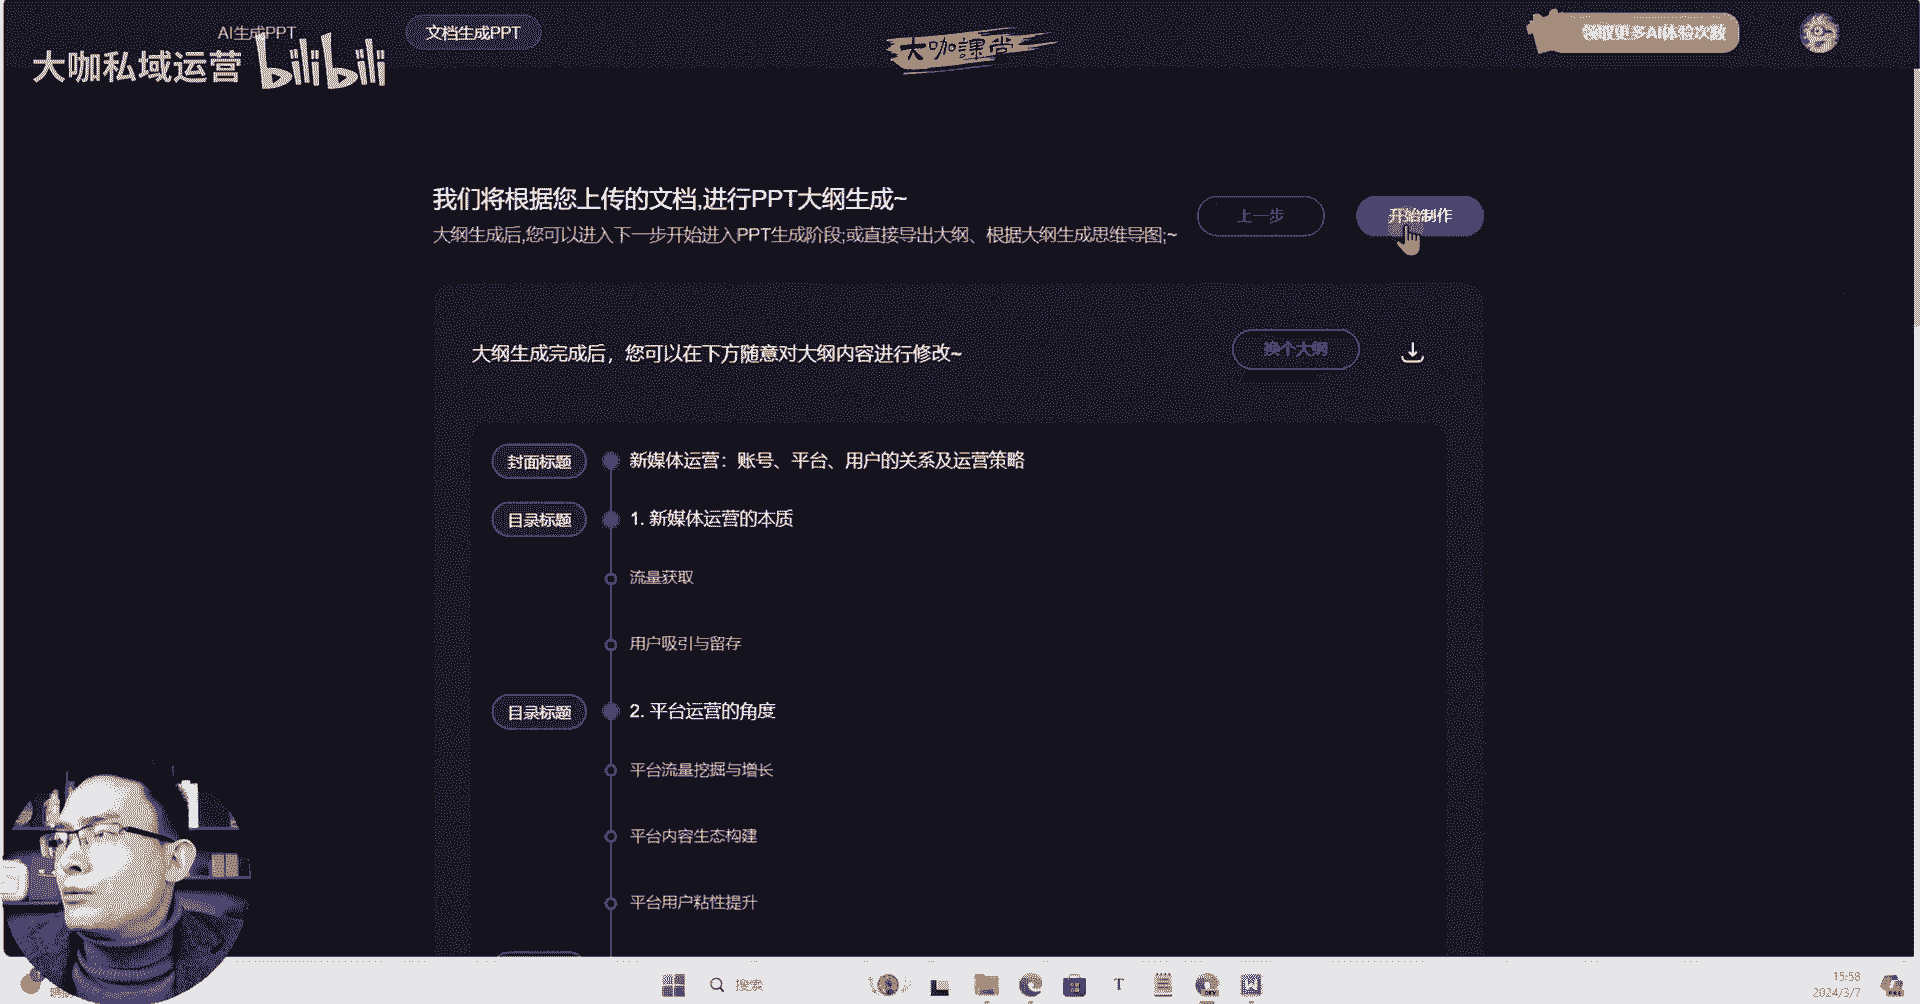 AI生成PPT
文档生成PPT
大咖私域运营 bilibili
大咖課堂
领取更多AI体验次数
我们将根据您上传的文档,进行PPT大纲生成~
大纲生成后,您可以进入下一步开始进入PPT生成阶段;或直接导出大纲、根据大纲生成思维导图;~
上一步
开始制作
大纲生成完成后，您可以在下方随意对大纲内容进行修改~
换个大纲
封面标题 新媒体运营：账号、平台、用户的关系及运营策略
目录标题 1. 新媒体运营的本质
流量获取
用户吸引与留存
目录标题 2. 平台运营的角度
平台流量挖掘与增长
平台内容生态构建
平台用户粘性提升
搜索
15:58
2024/3/7